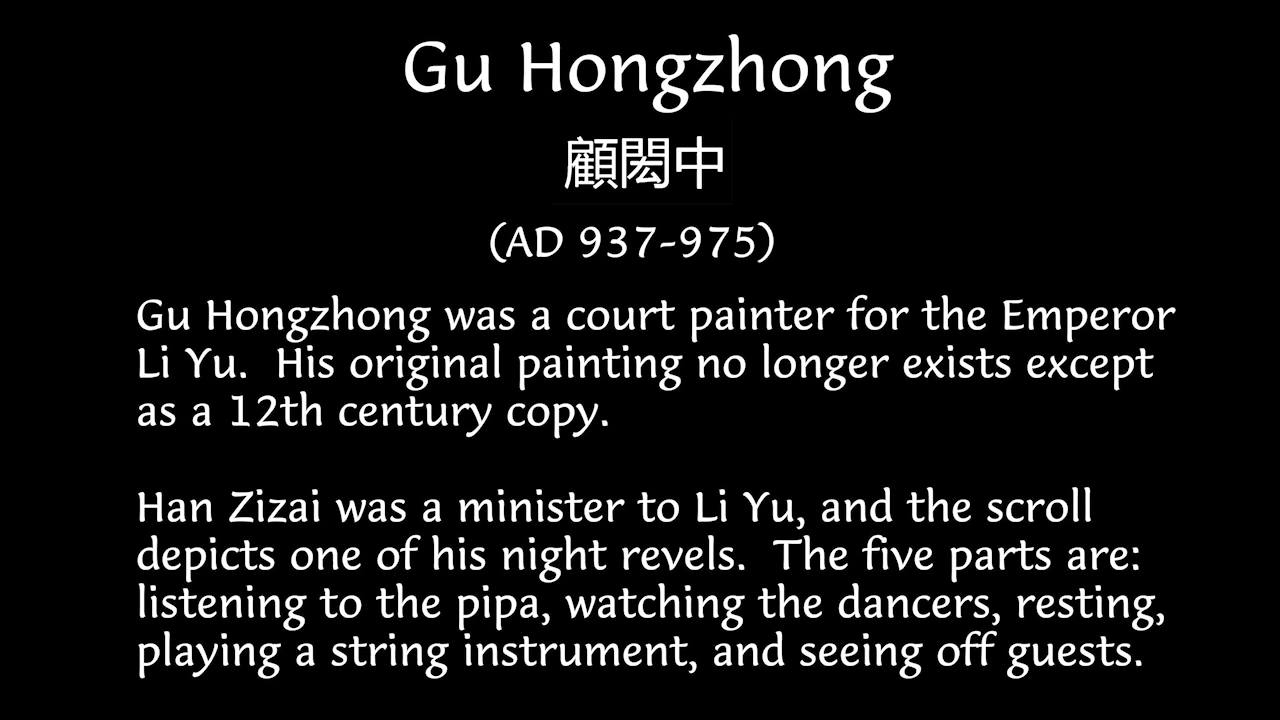 Gu Hongzhong
顧閎中
(AD 937-975)
Gu Hongzhong was a court painter for the Emperor
Li Yu. His original painting no longer exists except
as a 12th century copy.
Han Zizai was a minister to Li Yu, and the scroll
depicts one of his night revels. The five parts are:
listening to the pipa, watching the dancers, resting,
playing a string instrument, and seeing off guests.